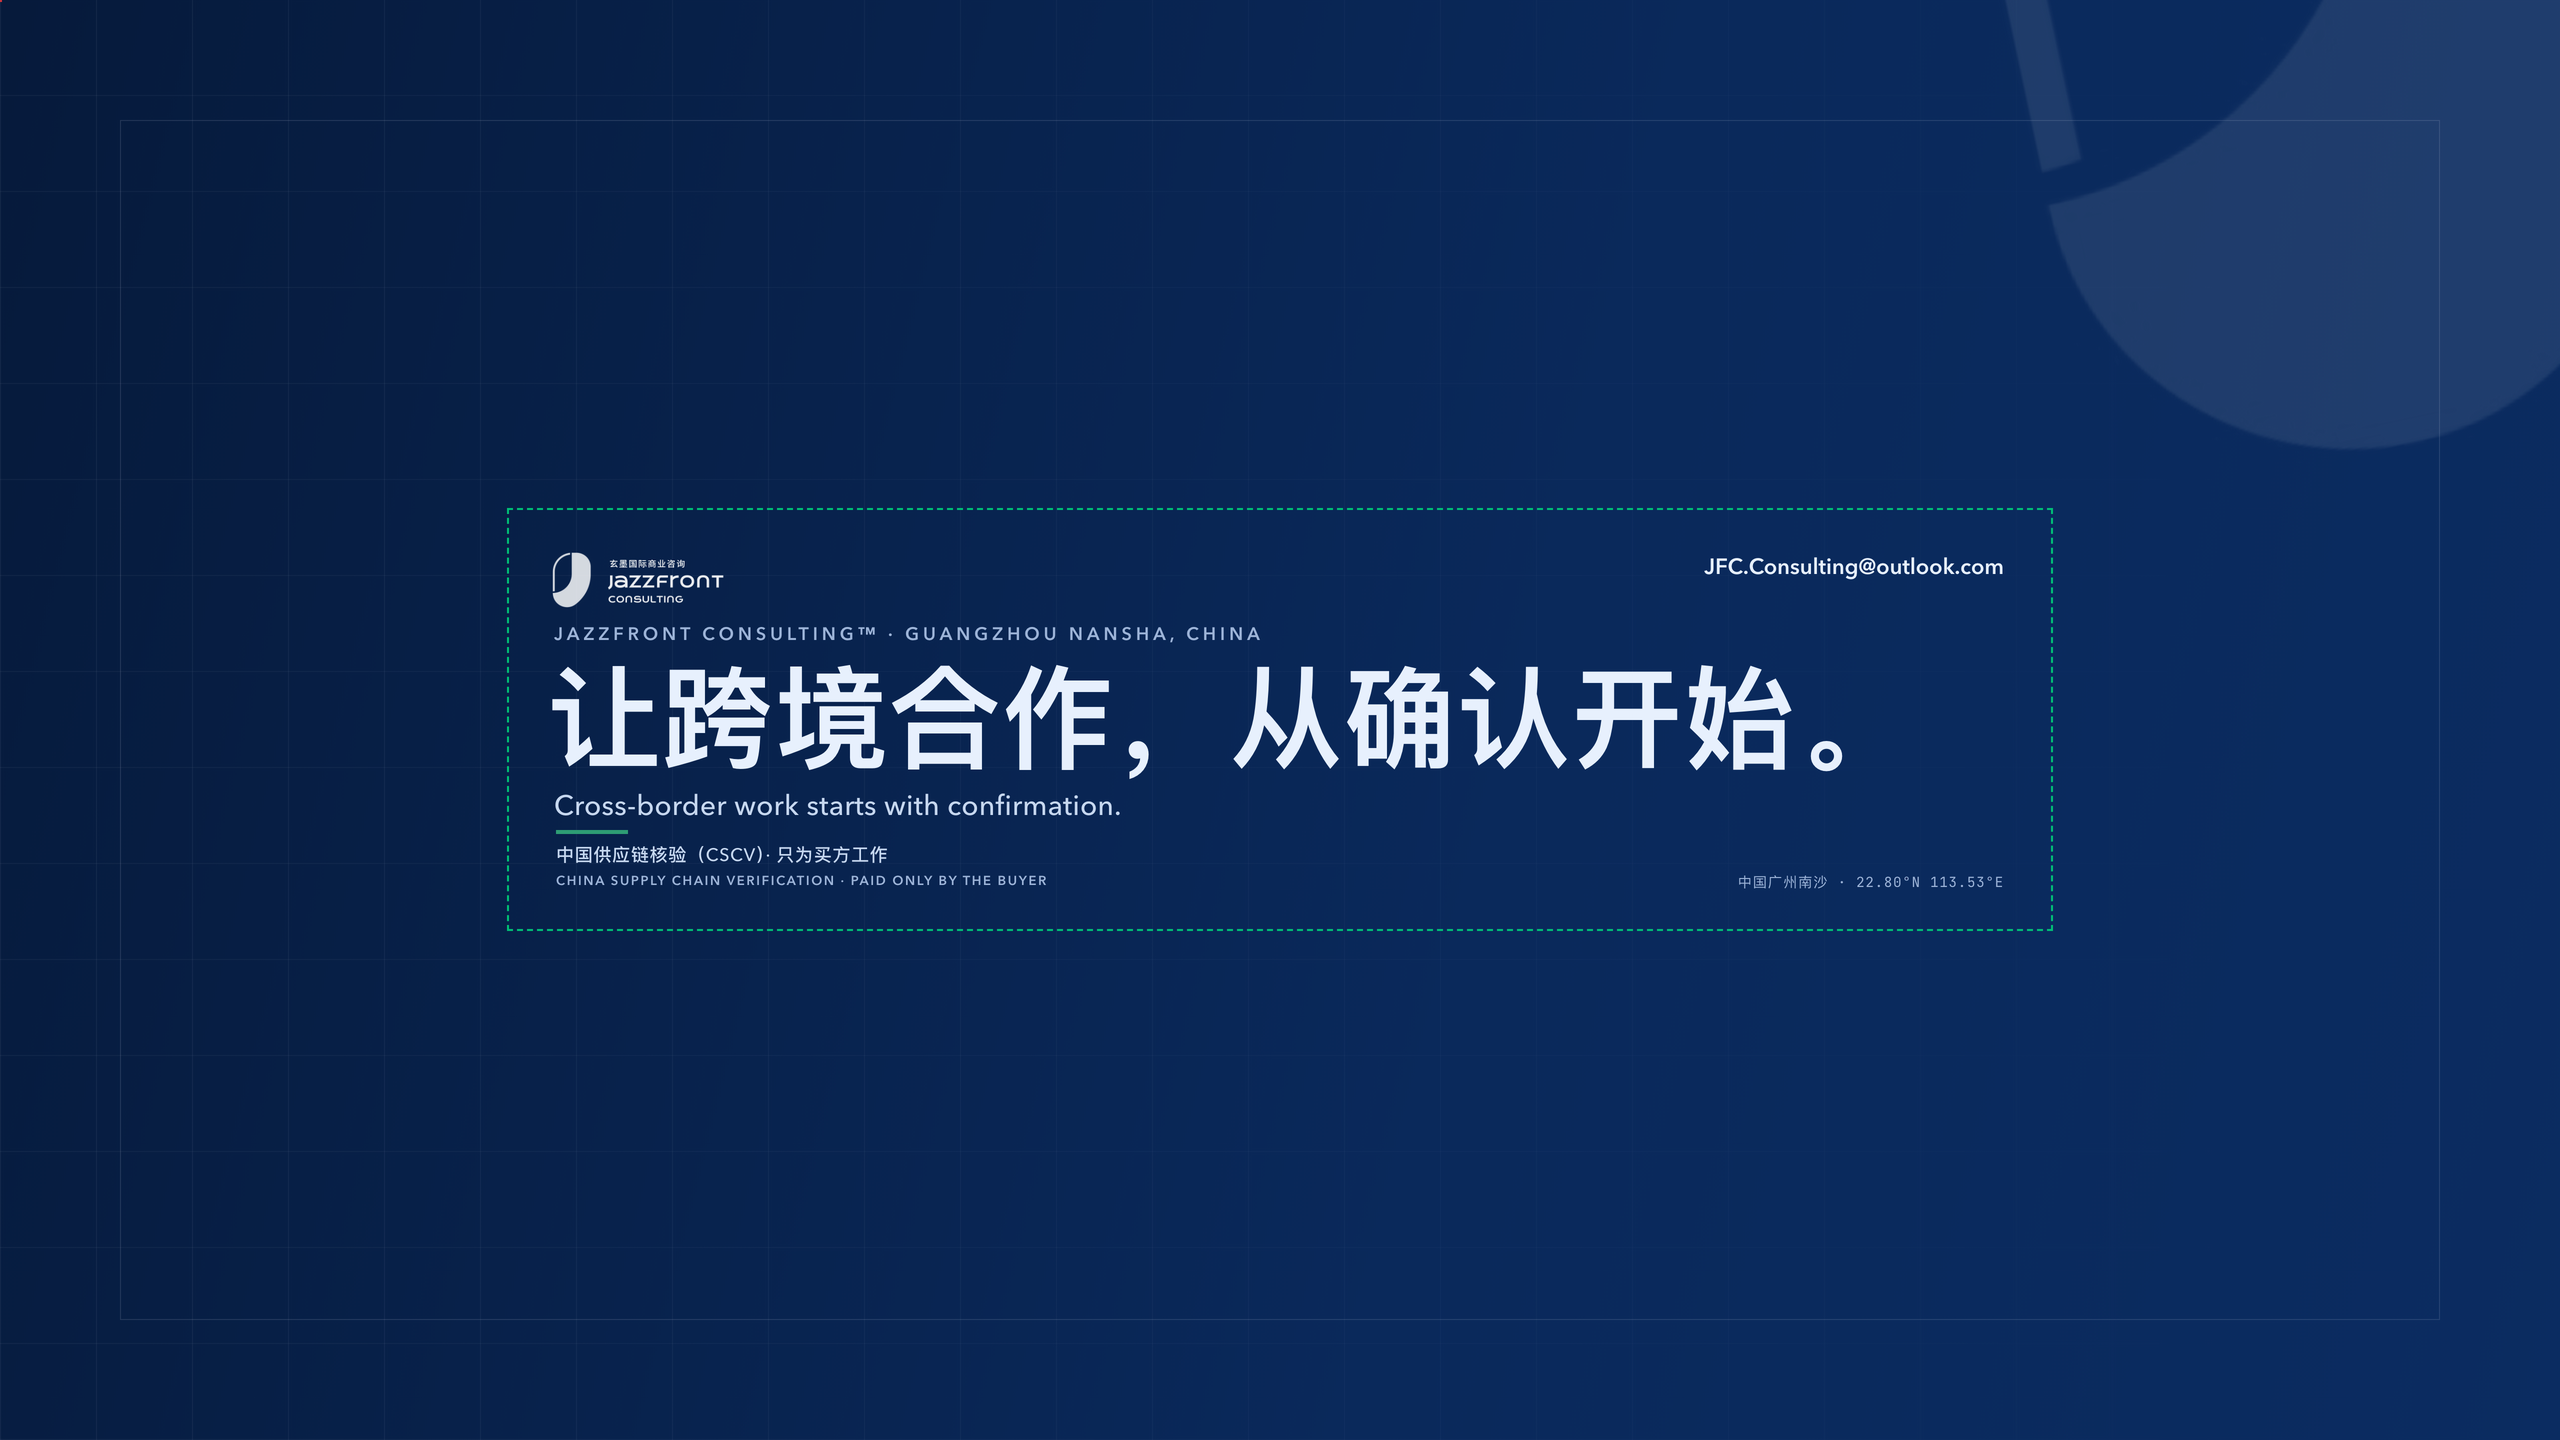 玄墨国际商业咨询
Jazzfront
CONSULTING
JFC.Consulting@outlook.com
JAZZFRONT CONSULTING™ · GUANGZHOU NANSHA, CHINA
让跨境合作，从确认开始。
Cross-border work starts with confirmation.
中国供应链核验（CSCV）· 只为买方工作
CHINA SUPPLY CHAIN VERIFICATION · PAID ONLY BY THE BUYER
中国广州南沙 · 22.80°N 113.53°E